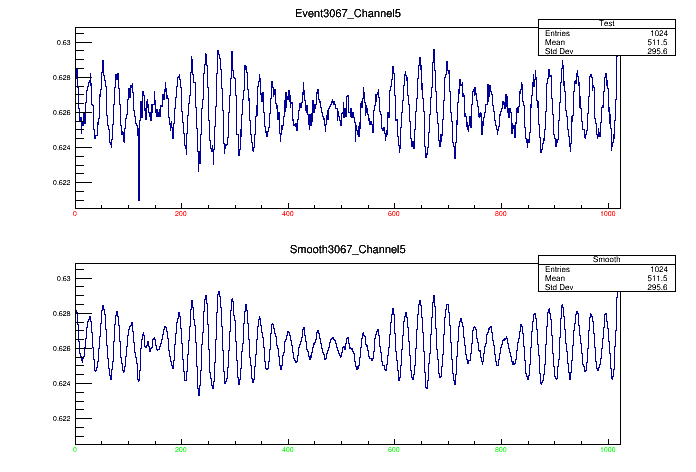 Event3067_Channel5
Test
Entries 1024
Mean 511.5
Std Dev 295.6
0.63
0.628
0.626
0.624
0.622
0 200 400 600 800 1000
Smooth3067_Channel5
Smooth
Entries 1024
Mean 511.5
Std Dev 295.6
0.63
0.628
0.626
0.624
0.622
0 200 400 600 800 1000